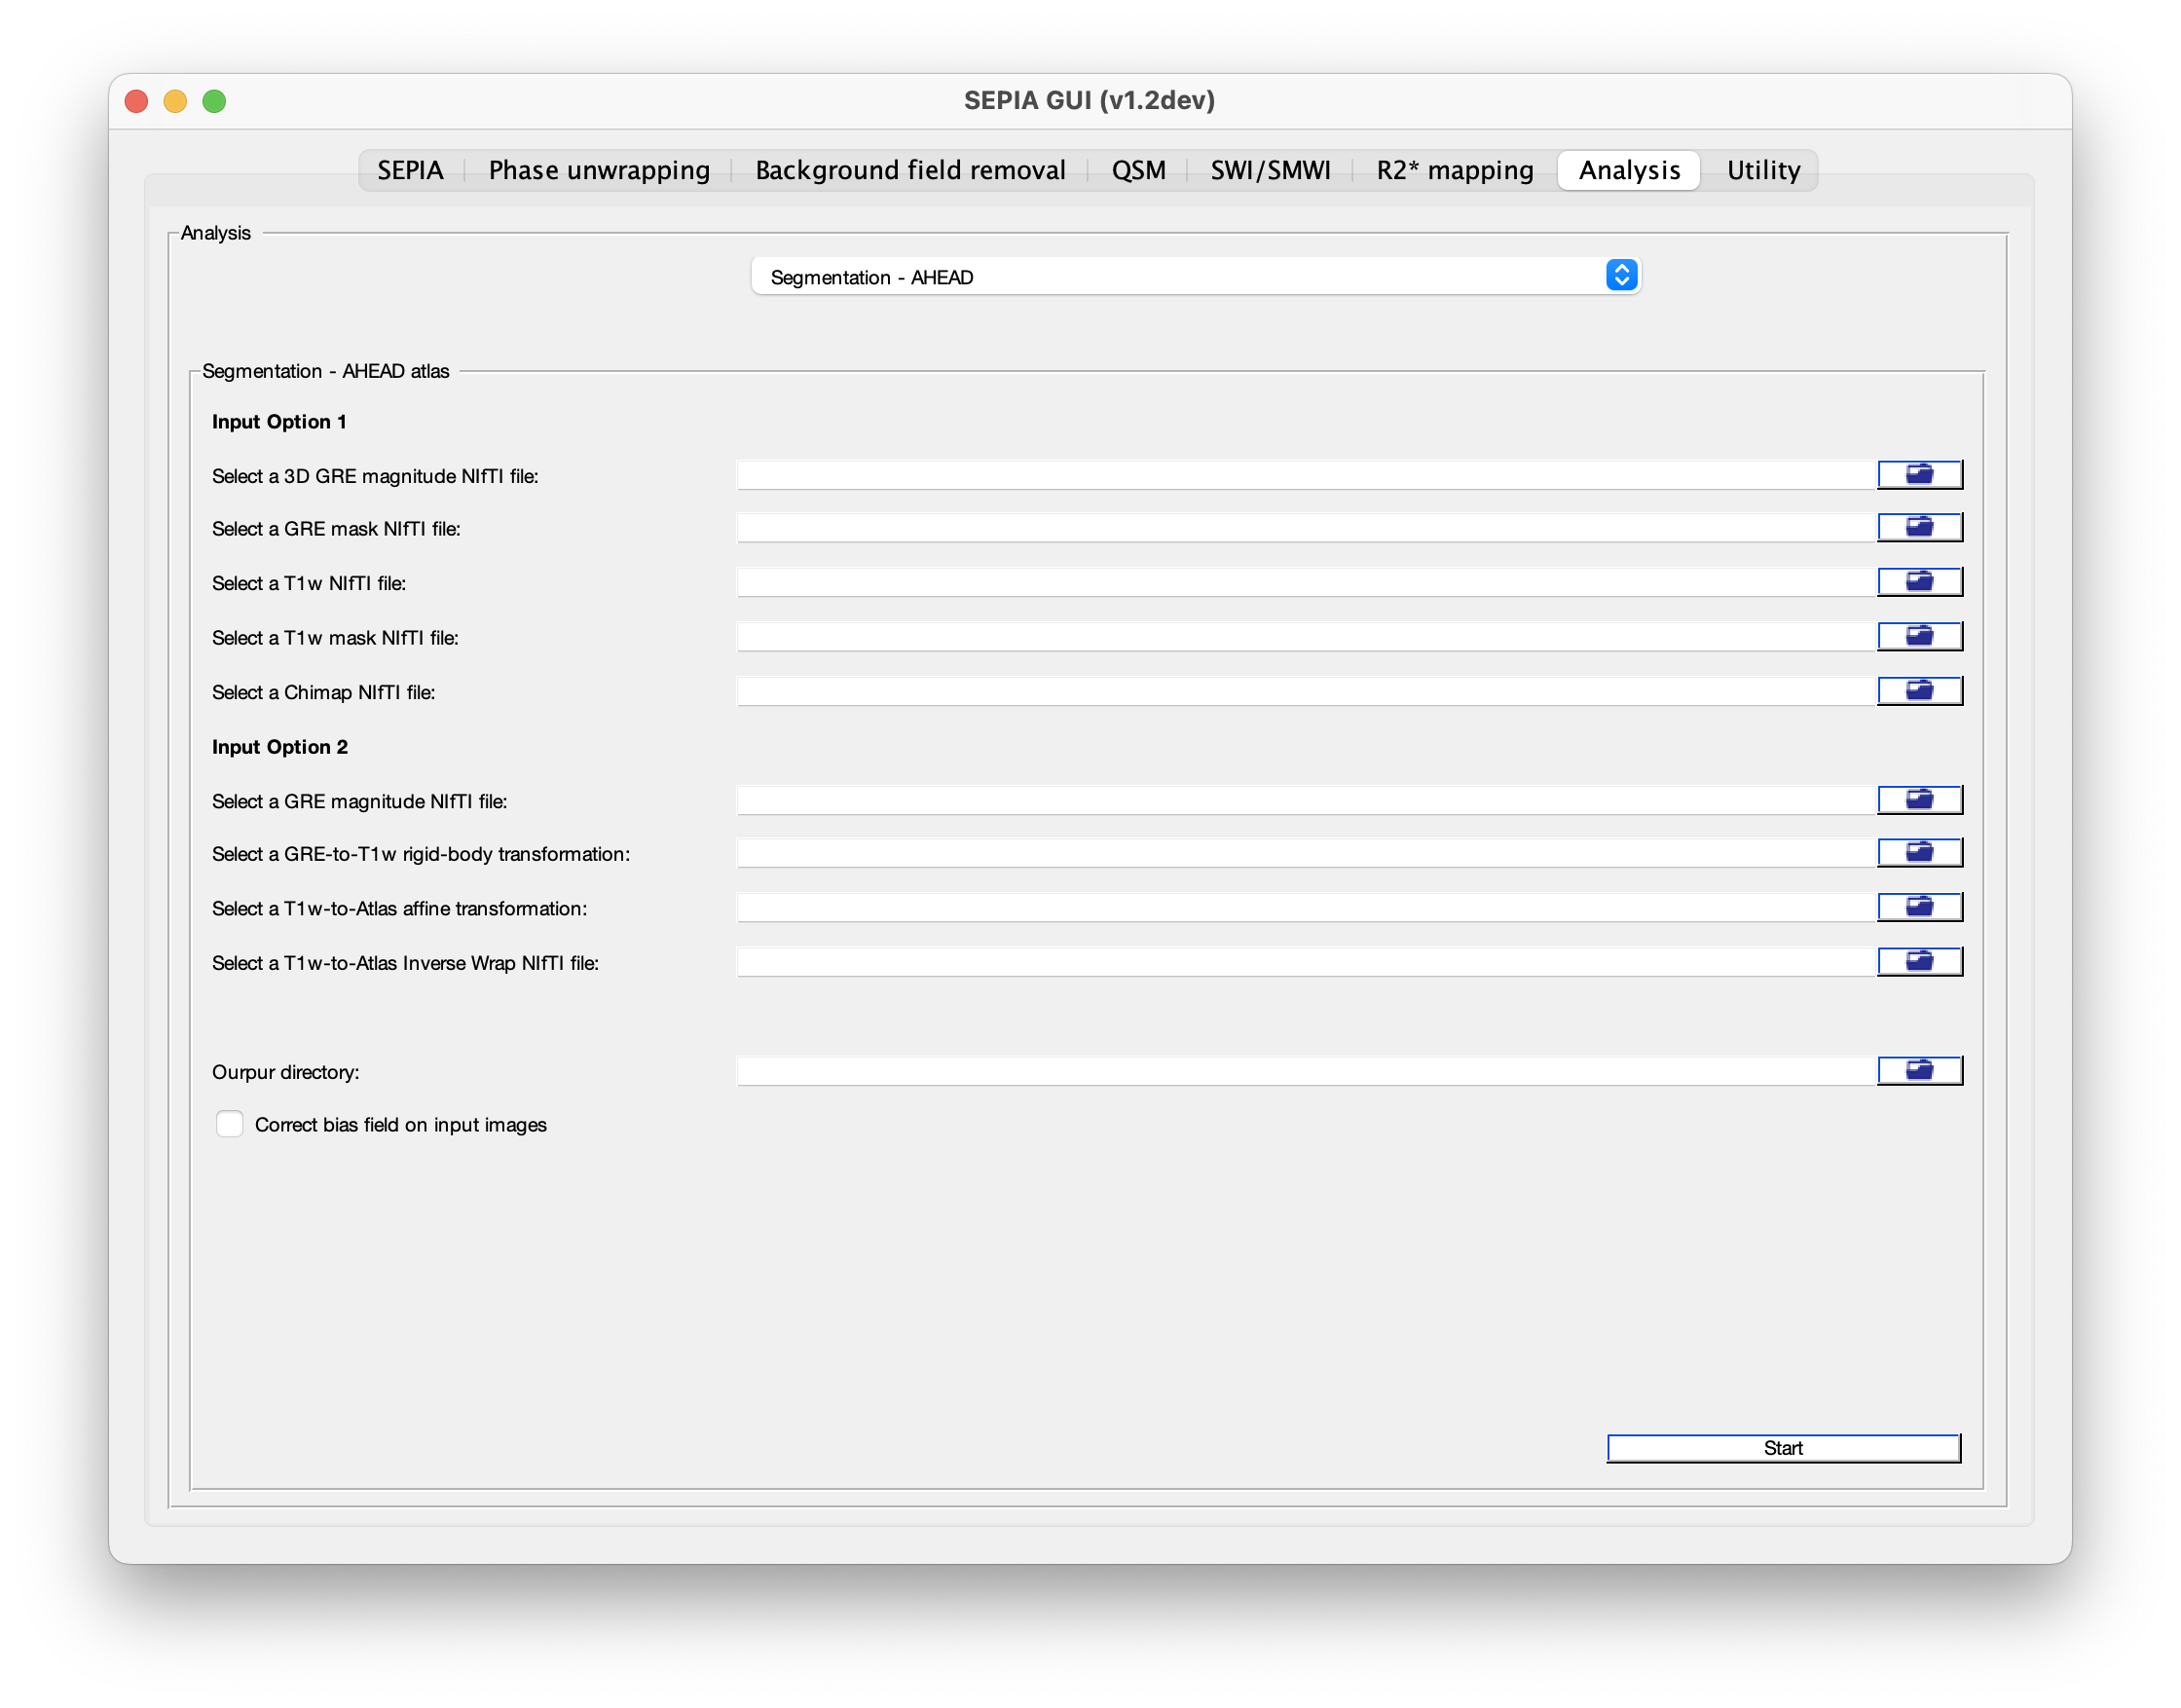 SEPIA GUI (v1.2dev)
SEPIA Phase unwrapping Background field removal QSM SWI/SMWI R2* mapping Analysis Utility
Analysis
Segmentation - AHEAD
Segmentation - AHEAD atlas
Input Option 1
Select a 3D GRE magnitude NIfTI file:
Select a GRE mask NIfTI file:
Select a T1w NIfTI file:
Select a T1w mask NIfTI file:
Select a Chimap NIfTI file:
Input Option 2
Select a GRE magnitude NIfTI file:
Select a GRE-to-T1w rigid-body transformation:
Select a T1w-to-Atlas affine transformation:
Select a T1w-to-Atlas Inverse Wrap NIfTI file:
Ourpur directory:
Correct bias field on input images
Start